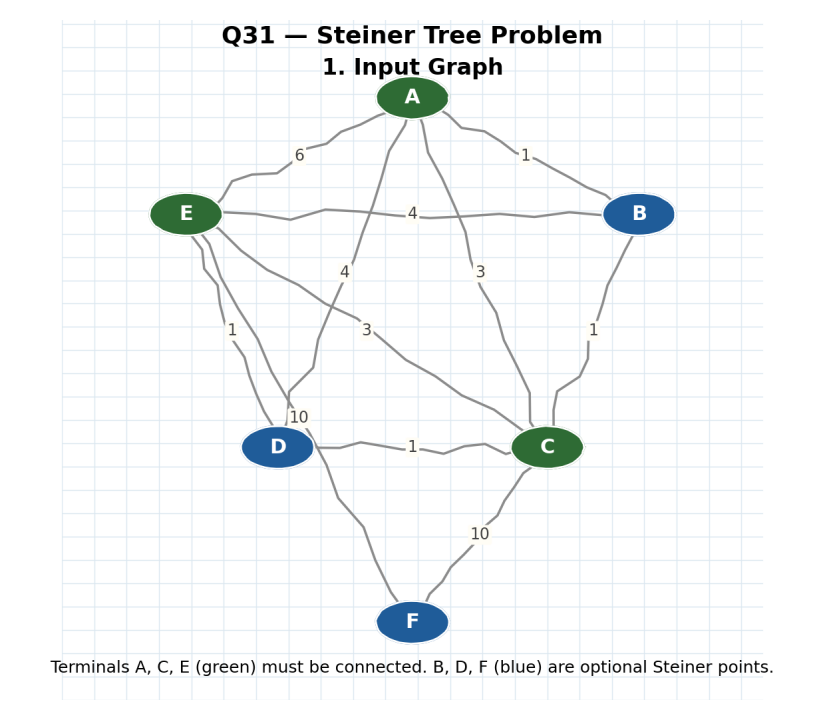 Q31 — Steiner Tree Problem
1. Input Graph
A
6
1
E
4
B
4
3
1
3
1
10
D
1
C
10
F
Terminals A, C, E (green) must be connected. B, D, F (blue) are optional Steiner points.